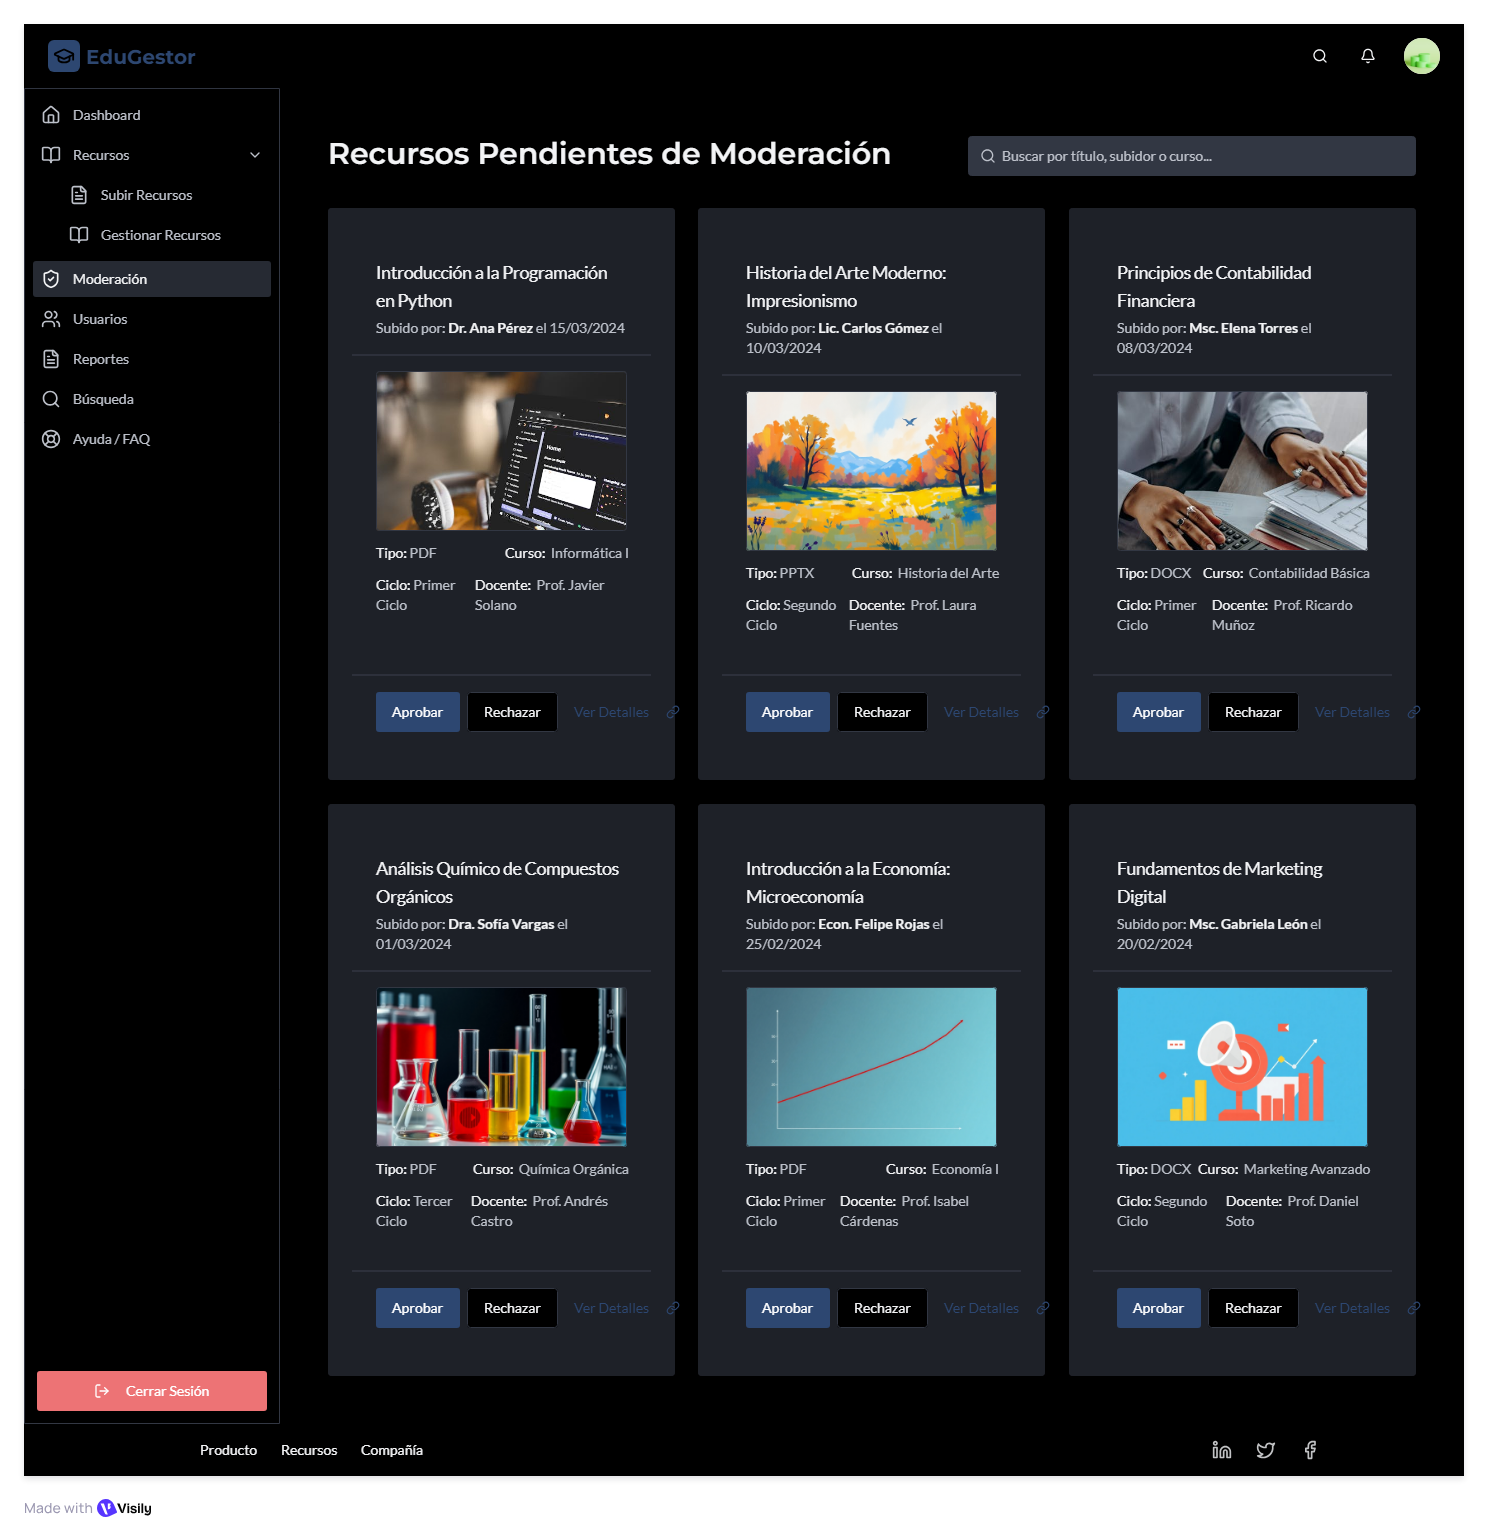 EduGestor
Dashboard
Recursos
Subir Recursos
Gestionar Recursos
Moderación
Usuarios
Reportes
Búsqueda
Ayuda / FAQ
Cerrar Sesión
Recursos Pendientes de Moderación
Buscar por título, subidor o curso...
Introducción a la Programación
en Python
Subido por: Dr. Ana Pérez el 15/03/2024
Home
Tipo: PDF Curso: Informática I
Ciclo: Primer
Ciclo
Docente: Prof. Javier
Solano
Aprobar Rechazar Ver Detalles
Historia del Arte Moderno:
Impresionismo
Subido por: Lic. Carlos Gómez el
10/03/2024
Tipo: PPTX Curso: Historia del Arte
Ciclo: Segundo
Ciclo
Docente: Prof. Laura
Fuentes
Aprobar Rechazar Ver Detalles
Principios de Contabilidad
Financiera
Subido por: Msc. Elena Torres el
08/03/2024
Tipo: DOCX Curso: Contabilidad Básica
Ciclo: Primer
Ciclo
Docente: Prof. Ricardo
Muñoz
Aprobar Rechazar Ver Detalles
Análisis Químico de Compuestos
Orgánicos
Subido por: Dra. Sofía Vargas el
01/03/2024
Tipo: PDF Curso: Química Orgánica
Ciclo: Tercer
Ciclo
Docente: Prof. Andrés
Castro
Aprobar Rechazar Ver Detalles
Introducción a la Economía:
Microeconomía
Subido por: Econ. Felipe Rojas el
25/02/2024
Tipo: PDF Curso: Economía I
Ciclo: Primer
Ciclo
Docente: Prof. Isabel
Cárdenas
Aprobar Rechazar Ver Detalles
Fundamentos de Marketing
Digital
Subido por: Msc. Gabriela León el
20/02/2024
Tipo: DOCX Curso: Marketing Avanzado
Ciclo: Segundo
Ciclo
Docente: Prof. Daniel
Soto
Aprobar Rechazar Ver Detalles
Producto Recursos Compañía
Made with Visily